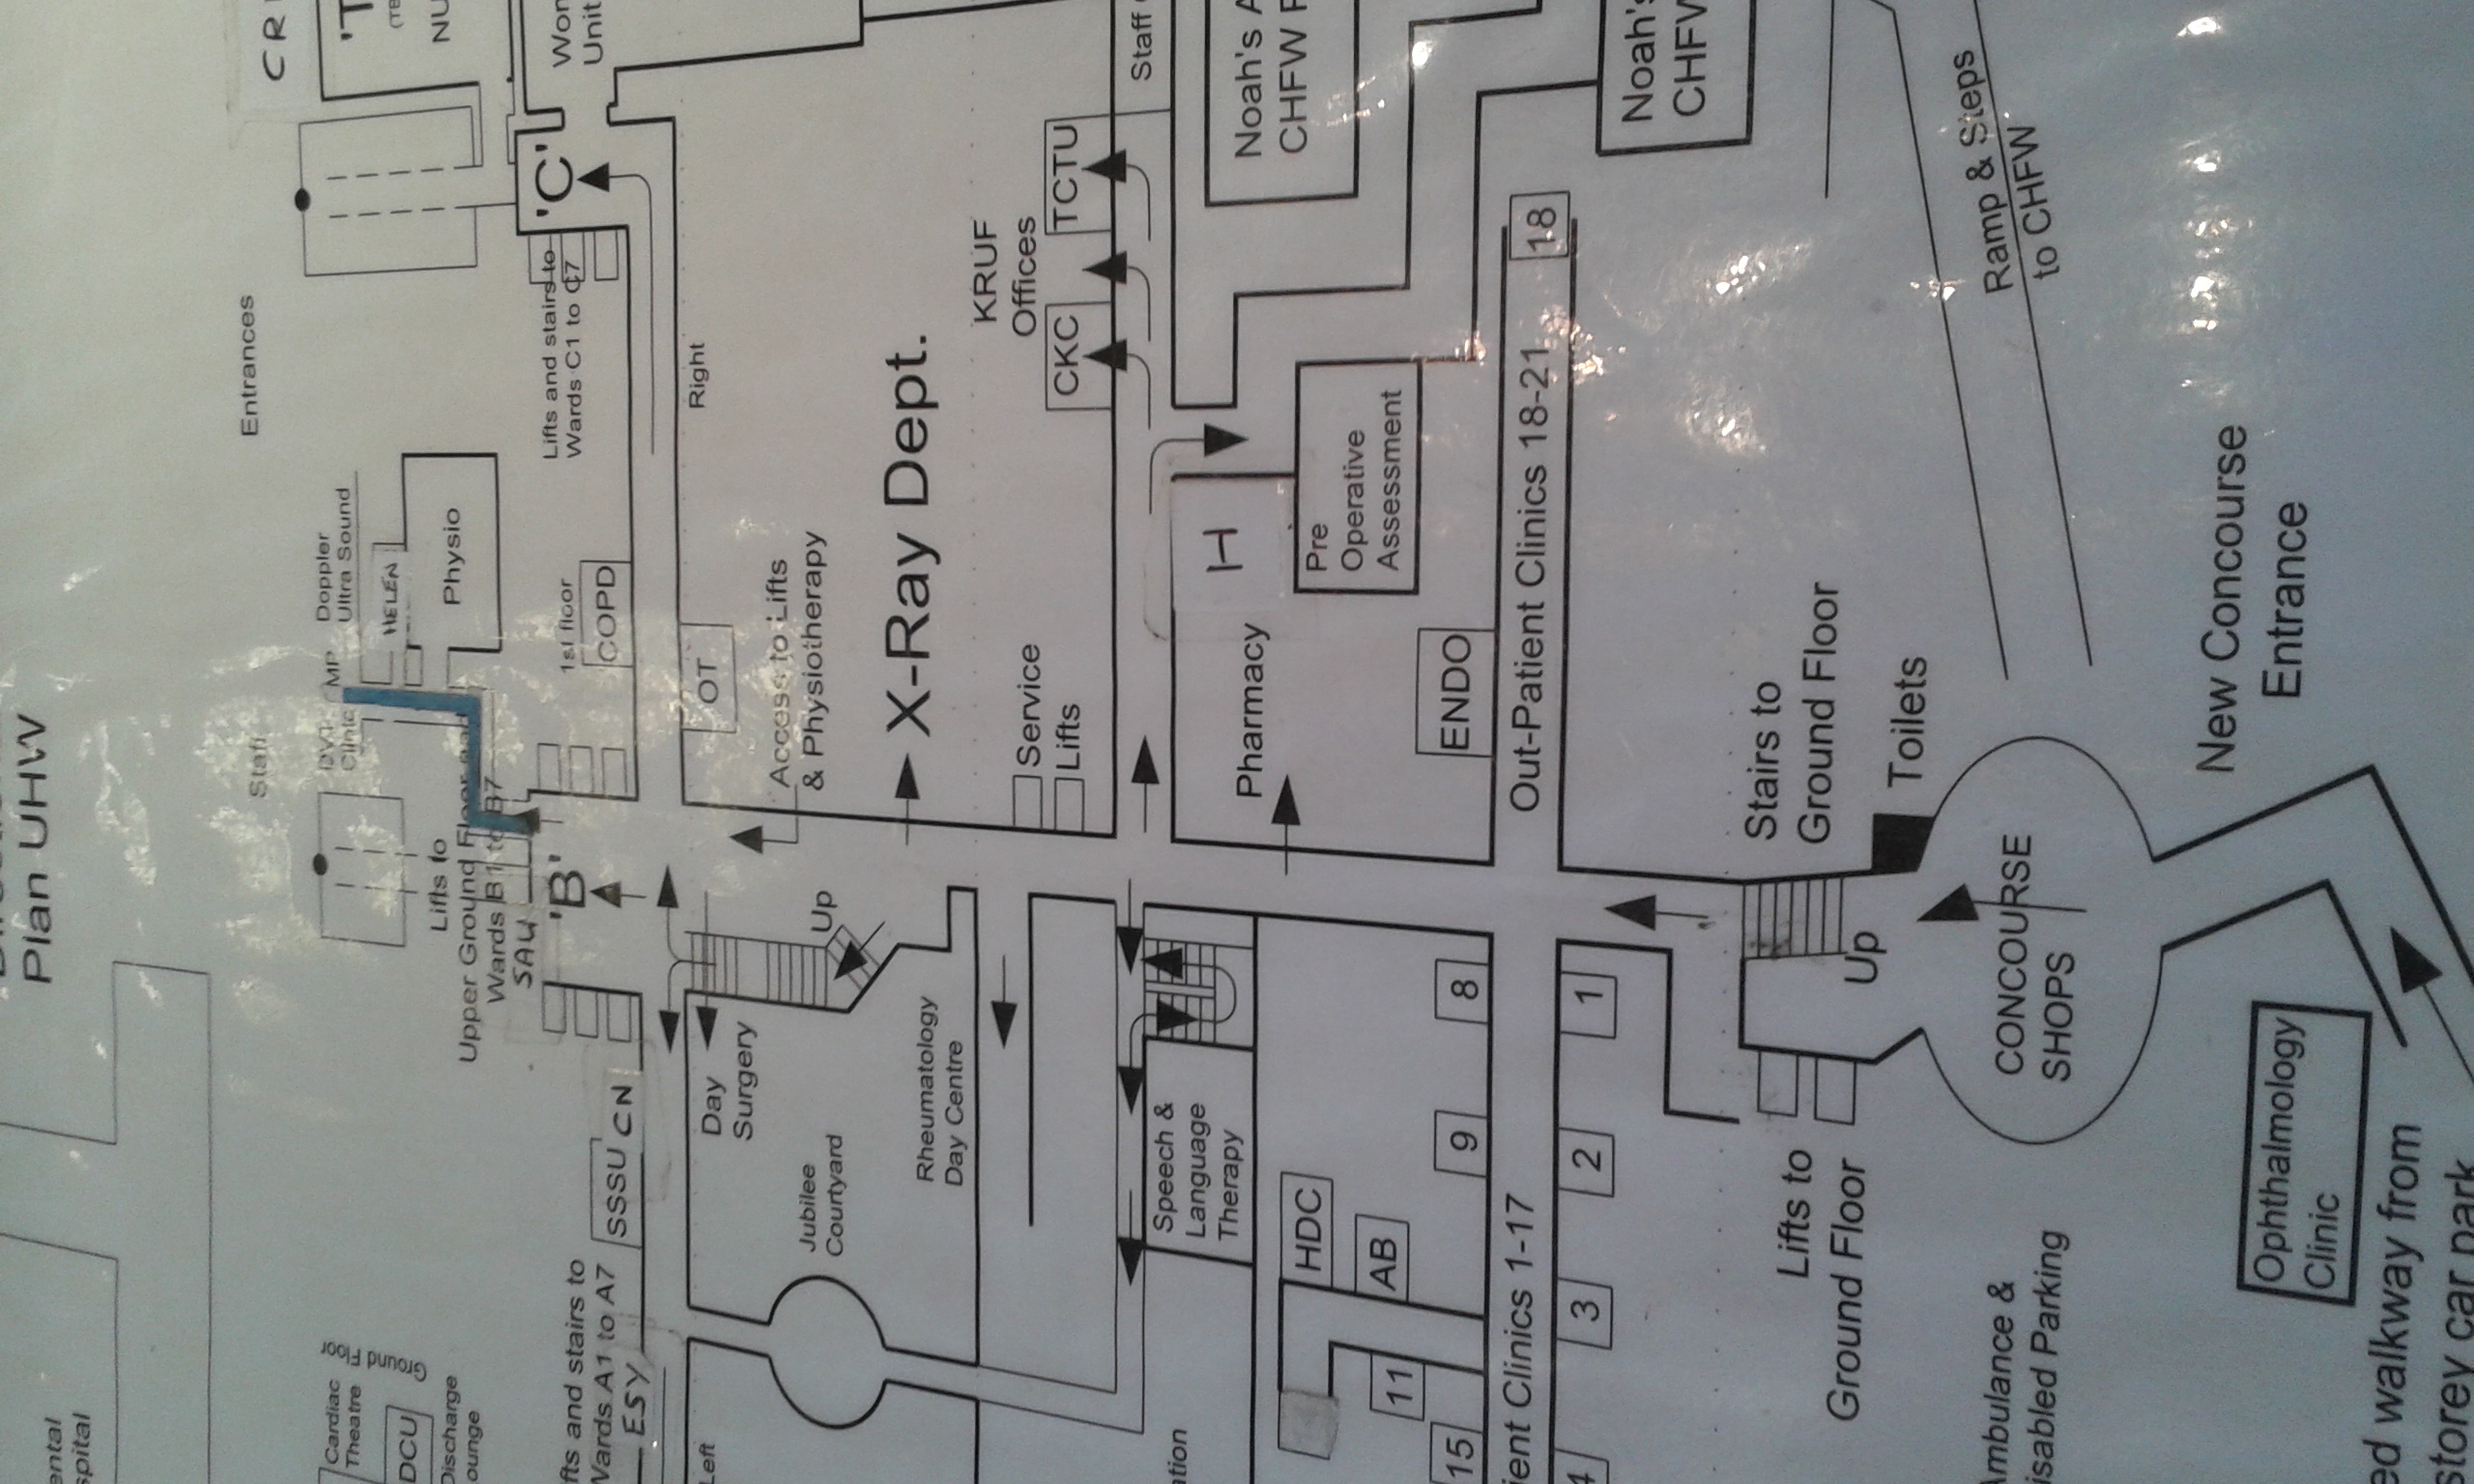 Plan UHW
ental
spital
Staff
Entrances
CR
Cardiac
Theatre
Ground Floor
DCU
Discharge
ounge
DVT
Clinic
MP
Doppler
Ultra Sound
HELEN
Physio
Lifts to
Upper Ground Floor and
Wards B1 to B7
SAU
'B'
'T
NU
1st floor
COPD
Lifts and stairs to
Wards C1 to C7
'C'
Wom
Unit
fts and stairs to
Wards A1 to A7
ESY
SSSU
CN
Left
Day
Surgery
OT
Right
Jubilee
Courtyard
Up
Access to Lifts
& Physiotherapy
X-Ray Dept.
Rheumatology
Day Centre
Service
Lifts
KRUF
Offices
CKC
TCTU
Staff
ation
Speech &
Language
Therapy
Pharmacy
H
Noah's A
CHFW
Pre
Operative
Assessment
HDC
AB
11
15
9
8
ENDO
ient Clinics 1-17
Out-Patient Clinics 18-21
18
4
3
2
1
Noah's
CHFW
Lifts to
Ground Floor
Stairs to
Ground Floor
Up
Toilets
Ambulance &
isabled Parking
CONCOURSE
SHOPS
Ramp & Steps
to CHFW
New Concourse
Entrance
Ophthalmology
Clinic
ed walkway from
storey car park